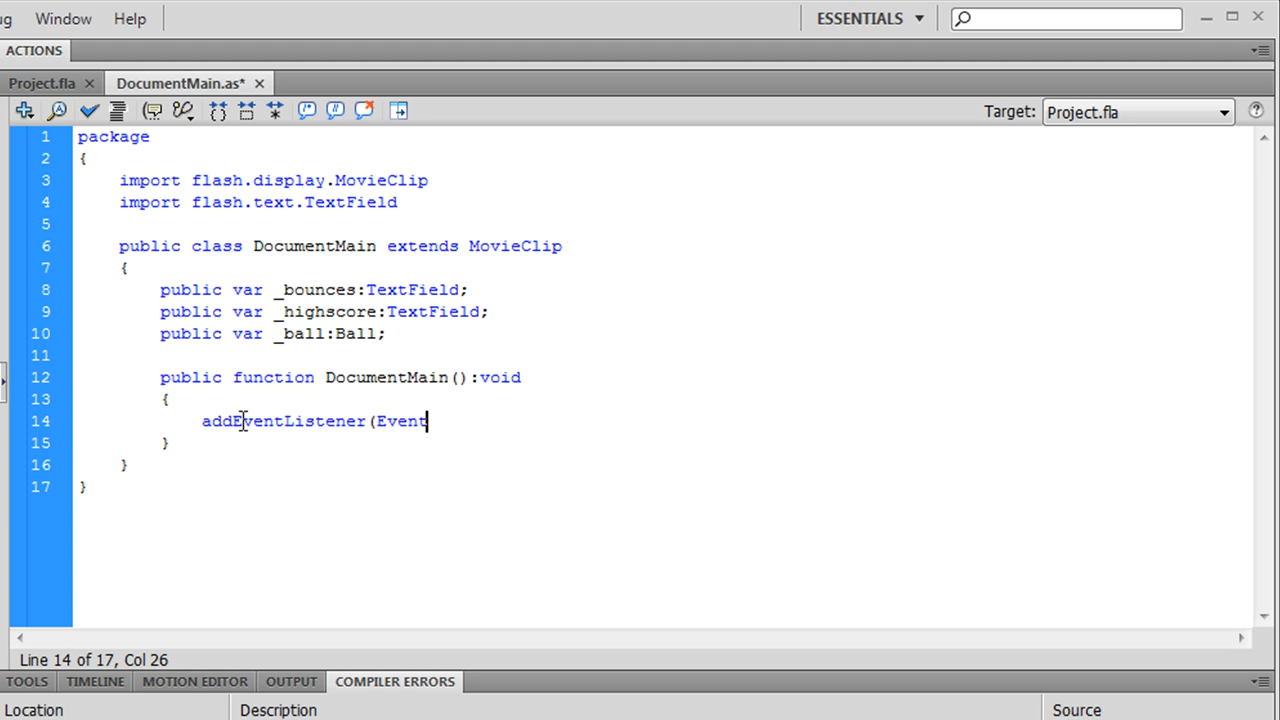 ug Window Help ESSENTIALS
ACTIONS
Project.fla DocumentMain.as*
Target: Project.fla
1 package
2 {
3 import flash.display.MovieClip
4 import flash.text.TextField
5
6 public class DocumentMain extends MovieClip
7 {
8 public var _bounces:TextField;
9 public var _highscore:TextField;
10 public var _ball:Ball;
11
12 public function DocumentMain():void
13 {
14 addEventListener(Event
15 }
16 }
17 }
Line 14 of 17, Col 26
TOOLS TIMELINE MOTION EDITOR OUTPUT COMPILER ERRORS
Location Description Source